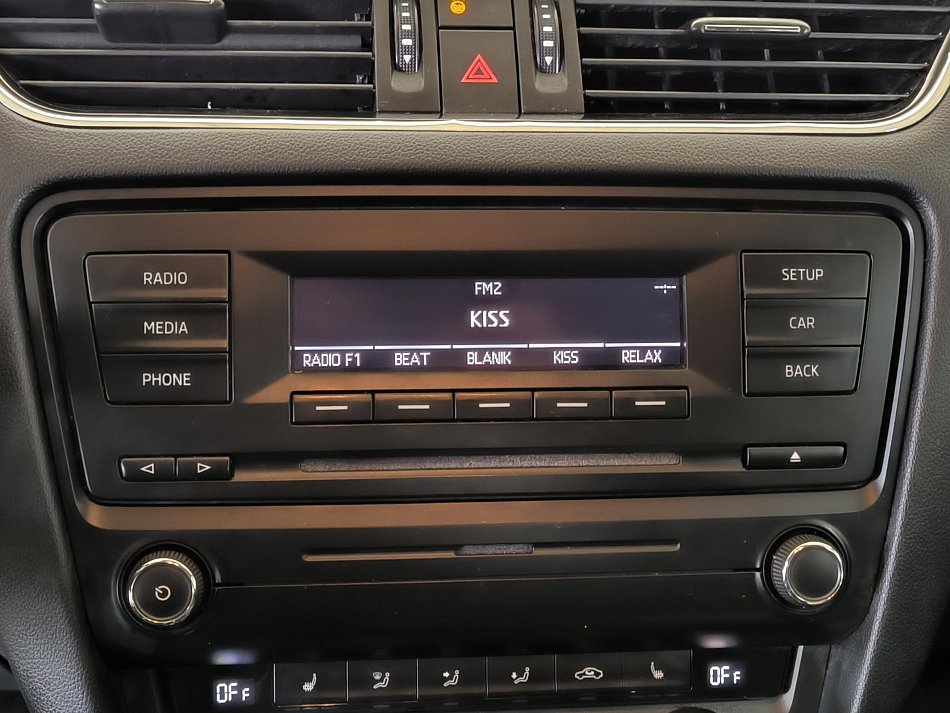 RADIO
MEDIA
PHONE
FM2
--:--
KISS
RADIO F1 BEAT BLANIK KISS RELAX
SETUP
CAR
BACK
OFF OFF